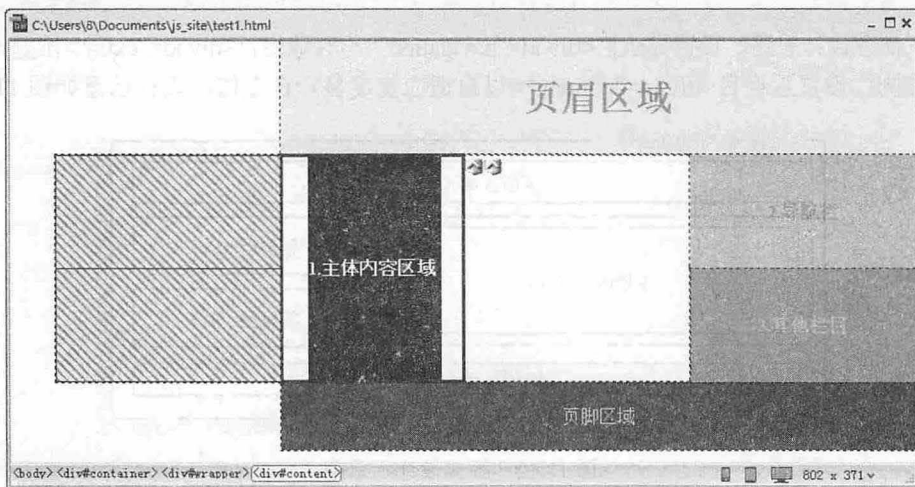 C:\Users\8\Documents\js_site\test1.html
页眉区域
2.导航栏
1.主体内容区域
3.其他栏目
页脚区域
<body> <div#container> <div#wrapper> <div#content>
802 x 371